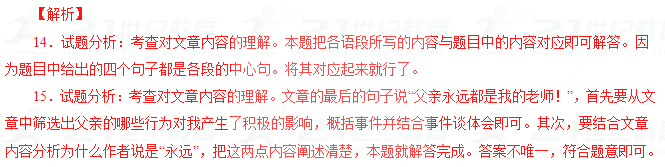 【解析】
14．试题分析：考查对文章内容的理解。本题把各语段所写的内容与题目中的内容对应即可解答。因
为题目中给出的四个句子都是各段的中心句。将其对应起来就行了。
15．试题分析：考查对文章内容的理解。文章的最后的句子说“父亲永远都是我的老师！”，首先要从文
章中筛选出父亲的哪些行为对我产生了积极的影响，概括事件并结合事件谈体会即可。其次，要结合文章
内容分析为什么作者说是“永远”，把这两点内容阐述清楚，本题就解答完成。答案不唯一，符合题意即可。